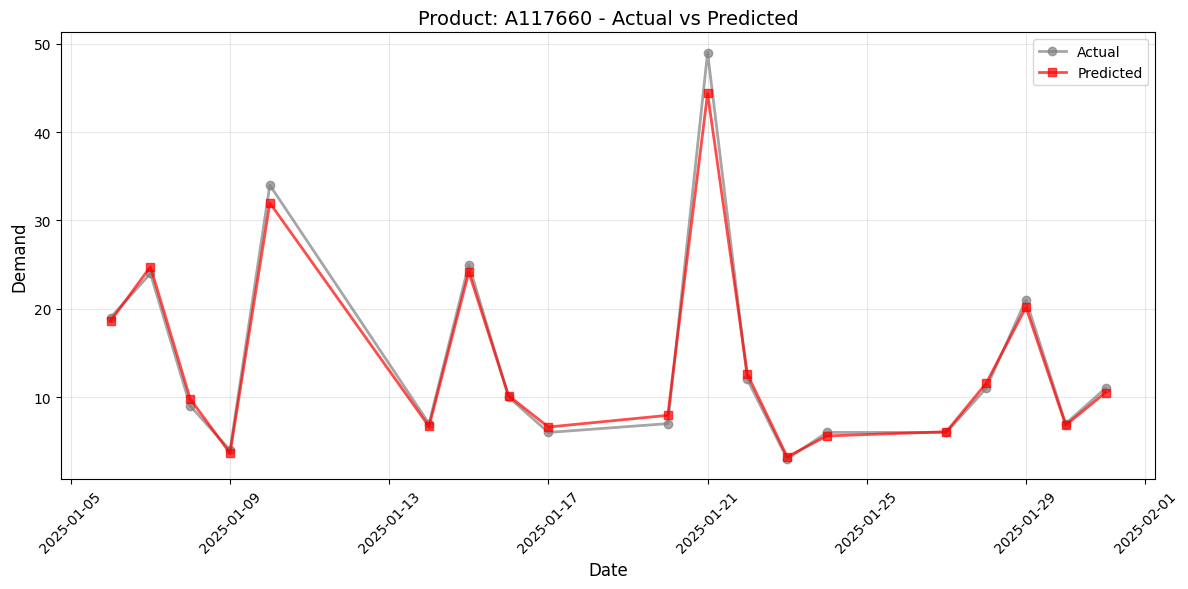 Product: A117660 - Actual vs Predicted
Actual
Predicted
Demand
50
40
30
20
10
2025-01-05
2025-01-09
2025-01-13
2025-01-17
2025-01-21
2025-01-25
2025-01-29
2025-02-01
Date